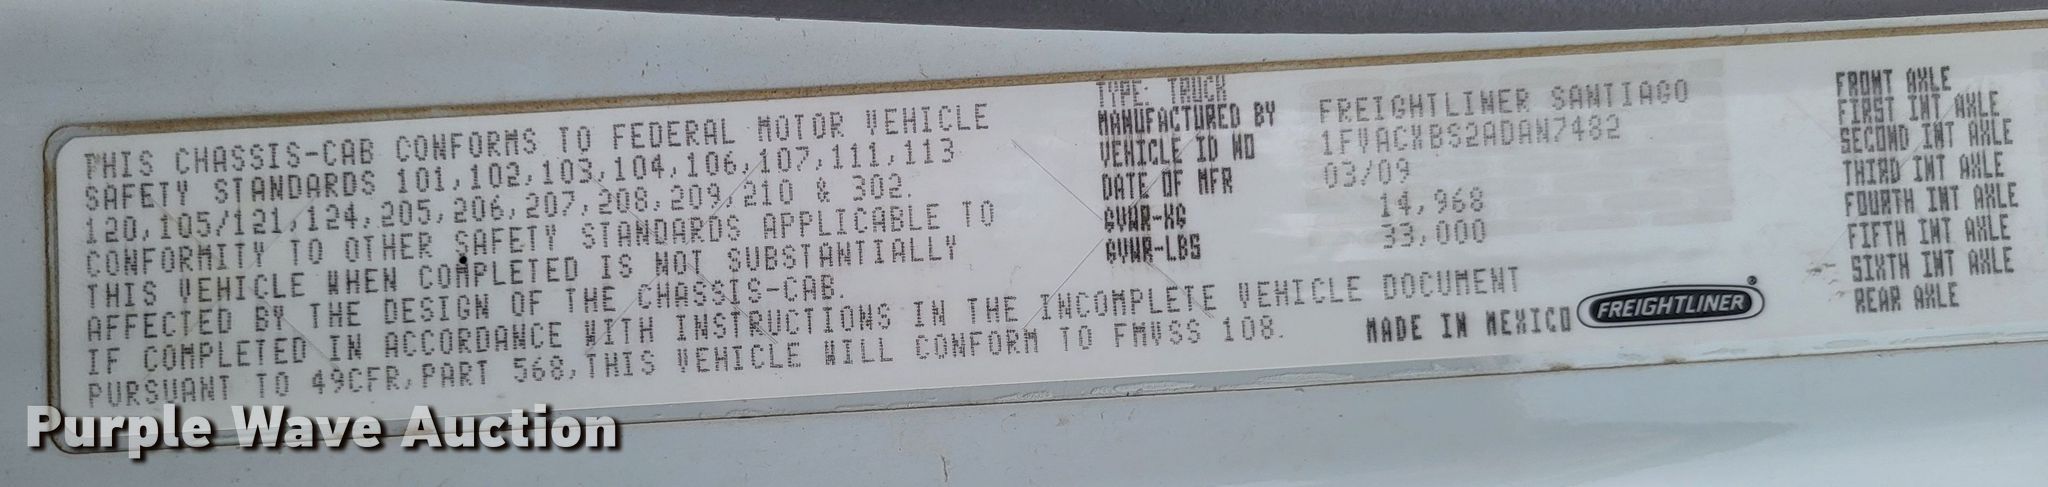 THIS CHASSIS-CAB CONFORMS TO FEDERAL MOTOR VEHICLE
SAFETY STANDARDS 101,102,103,104,106,107,111,113
120,105/121,124,205,206,207,208,209,210 & 302.
CONFORMITY TO OTHER SAFETY STANDARDS APPLICABLE TO
THIS VEHICLE WHEN COMPLETED IS NOT SUBSTANTIALLY
AFFECTED BY THE DESIGN OF THE CHASSIS-CAB.
IF COMPLETED IN ACCORDANCE WITH INSTRUCTIONS IN THE INCOMPLETE VEHICLE DOCUMENT
PURSUANT TO 49CFR,PART 568,THIS VEHICLE WILL CONFORM TO FMVSS 108.
TYPE: TRUCK
MANUFACTURED BY FREIGHTLINER SANTIAGO
VEHICLE ID NO 1FVACXBS2ADAN7482
DATE OF MFR 03/09
GVWR-KG 14,968
GVWR-LBS 33,000
MADE IN MEXICO
FREIGHTLINER
FRONT AXLE
FIRST INT AXLE
SECOND INT AXLE
THIRD INT AXLE
FOURTH INT AXLE
FIFTH INT AXLE
SIXTH INT AXLE
REAR AXLE
Purple Wave Auction